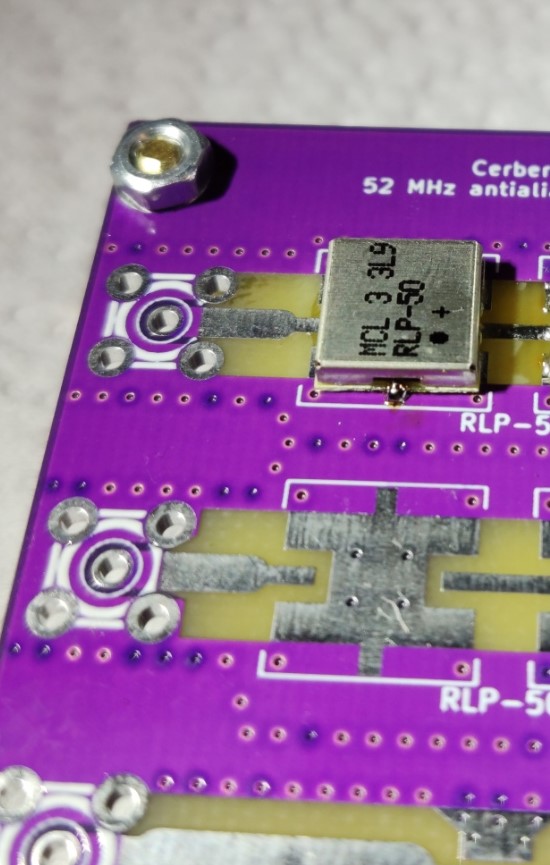 Cerber
52 MHz antiali
MCL 3 3L9
RLP-50
+
RLP-5
RLP-50